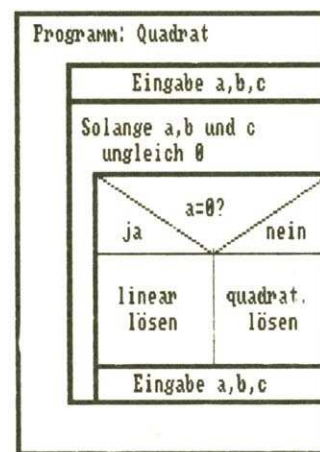 Programm: Quadrat
Eingabe a,b,c
Solange a,b und c
ungleich 0
a=0?
ja
nein
linear
lösen
quadrat.
lösen
Eingabe a,b,c